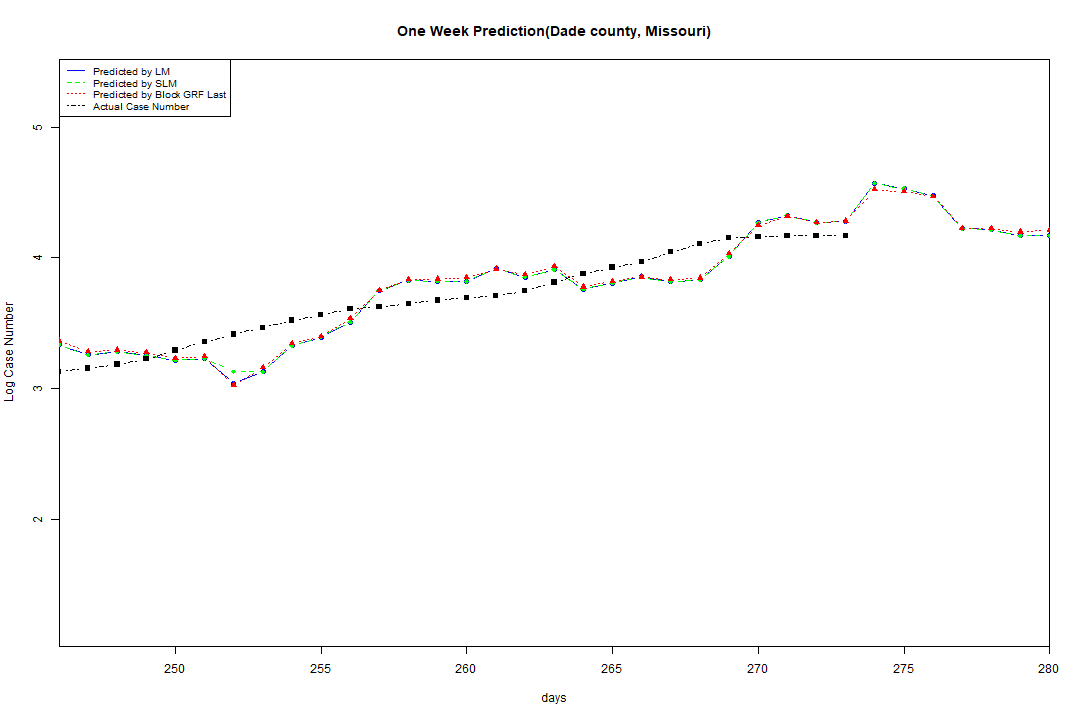 One Week Prediction(Dade county, Missouri)
Predicted by LM
Predicted by SLM
Predicted by Block GRF Last
Actual Case Number
5
4
3
2
Log Case Number
250 255 260 265 270 275 280
days